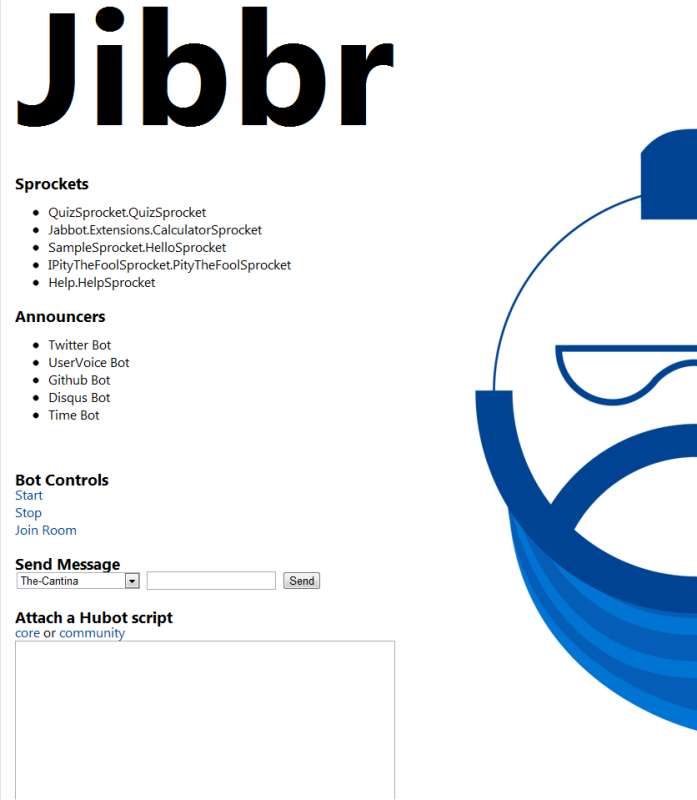 Jibbr
Sprockets
QuizSprocket.QuizSprocket
Jabbot.Extensions.CalculatorSprocket
SampleSprocket.HelloSprocket
IPityTheFoolSprocket.PityTheFoolSprocket
Help.HelpSprocket
Announcers
Twitter Bot
UserVoice Bot
Github Bot
Disqus Bot
Time Bot
Bot Controls
Start
Stop
Join Room
Send Message
The-Cantina Send
Attach a Hubot script
core or community